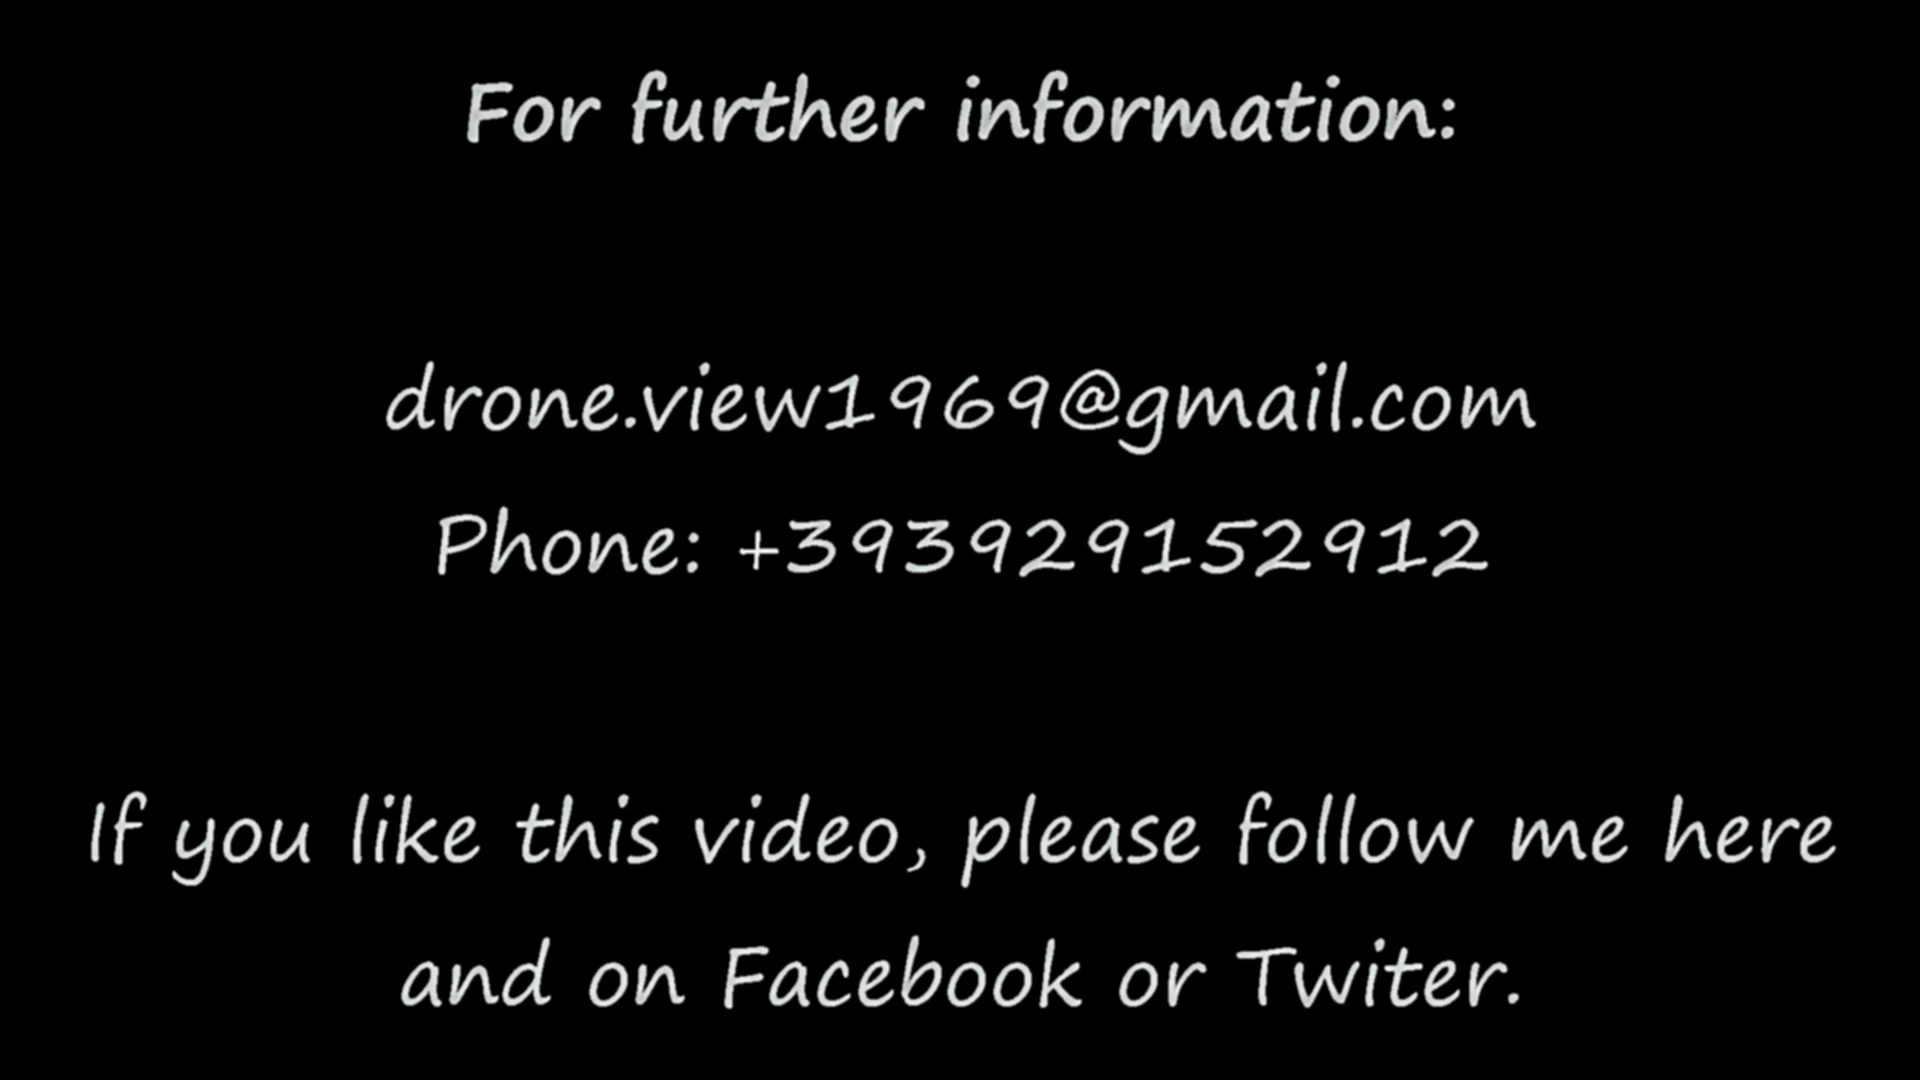 For further information:
drone.view1969@gmail.com
Phone: +393929152912
If you like this video, please follow me here
and on Facebook or Twiter.